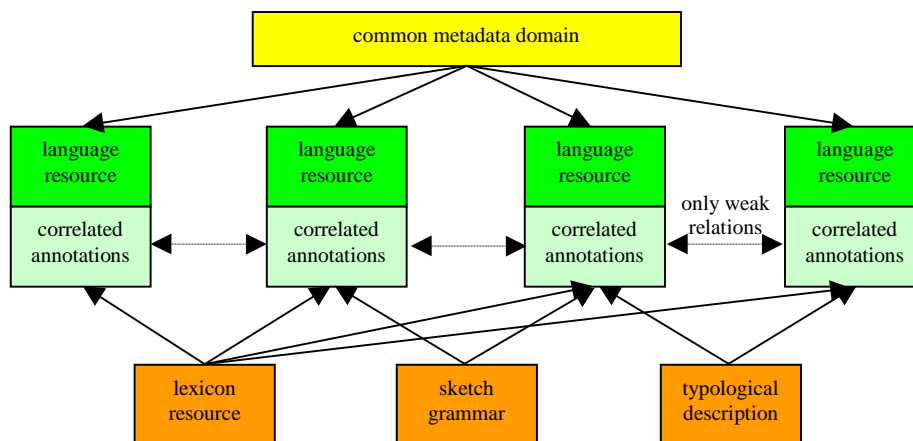 common metadata domain
language
resource
language
resource
language
resource
language
resource
only weak
relations
correlated
annotations
correlated
annotations
correlated
annotations
correlated
annotations
lexicon
resource
sketch
grammar
typological
description